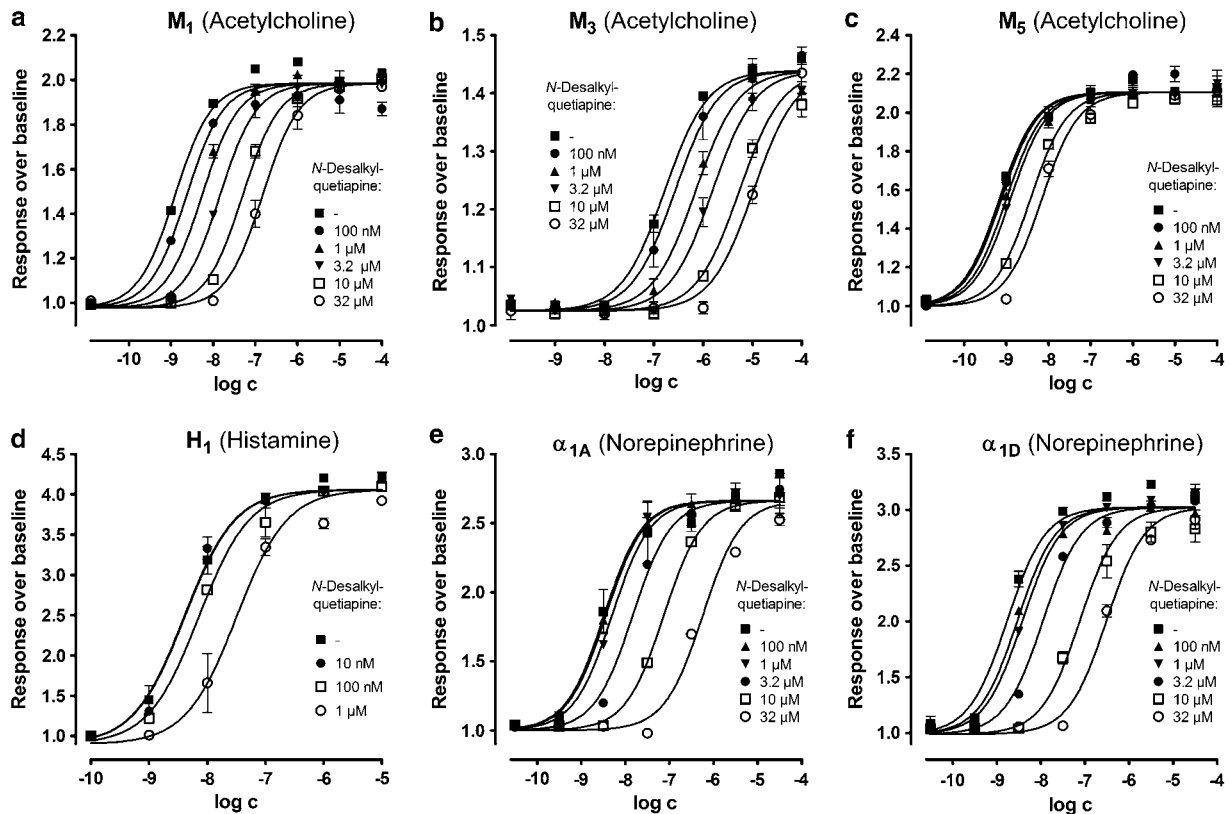 a
M1 (Acetylcholine)
Response over baseline
2.2
2.0
1.8
1.6
1.4
1.2
1.0
-10 -9 -8 -7 -6 -5 -4
log c
N-Desalkyl-
quetiapine:
-
100 nM
1 µM
3.2 µM
10 µM
32 µM
b
M3 (Acetylcholine)
Response over baseline
1.5
1.4
1.3
1.2
1.1
1.0
-9 -8 -7 -6 -5 -4
log c
N-Desalkyl-
quetiapine:
-
100 nM
1 µM
3.2 µM
10 µM
32 µM
c
M5 (Acetylcholine)
Response over baseline
2.4
2.2
2.0
1.8
1.6
1.4
1.2
1.0
-10 -9 -8 -7 -6 -5 -4
log c
N-Desalkyl-
quetiapine:
-
100 nM
1 µM
3.2 µM
10 µM
32 µM
d
H1 (Histamine)
Response over baseline
4.5
4.0
3.5
3.0
2.5
2.0
1.5
1.0
-10 -9 -8 -7 -6 -5
log c
N-Desalkyl-
quetiapine:
-
10 nM
100 nM
1 µM
e
α1A (Norepinephrine)
Response over baseline
3.0
2.5
2.0
1.5
1.0
-10 -9 -8 -7 -6 -5 -4
log c
N-Desalkyl-
quetiapine:
-
100 nM
1 µM
3.2 µM
10 µM
32 µM
f
α1D (Norepinephrine)
Response over baseline
3.5
3.0
2.5
2.0
1.5
1.0
-10 -9 -8 -7 -6 -5 -4
log c
N-Desalkyl-
quetiapine:
-
100 nM
1 µM
3.2 µM
10 µM
32 µM